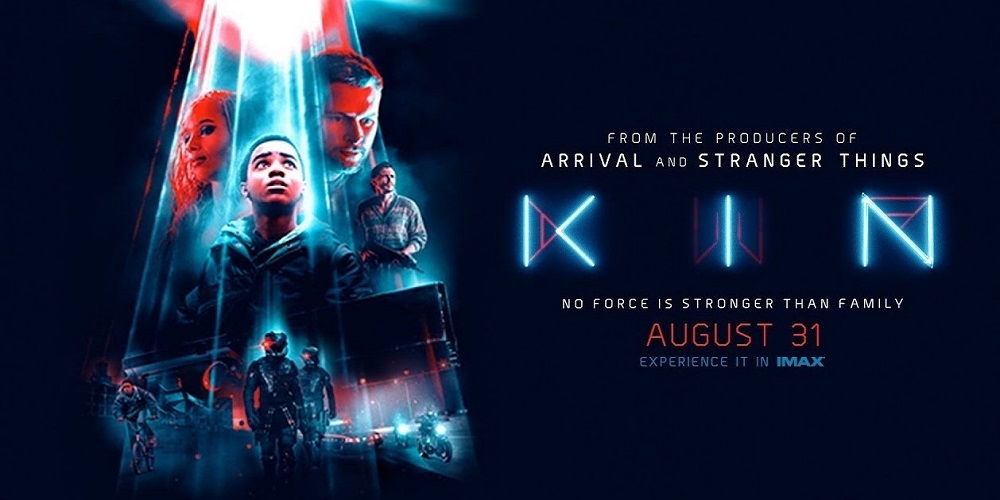 FROM THE PRODUCERS OF
ARRIVAL AND STRANGER THINGS
KIN
NO FORCE IS STRONGER THAN FAMILY
AUGUST 31
EXPERIENCE IT IN IMAX